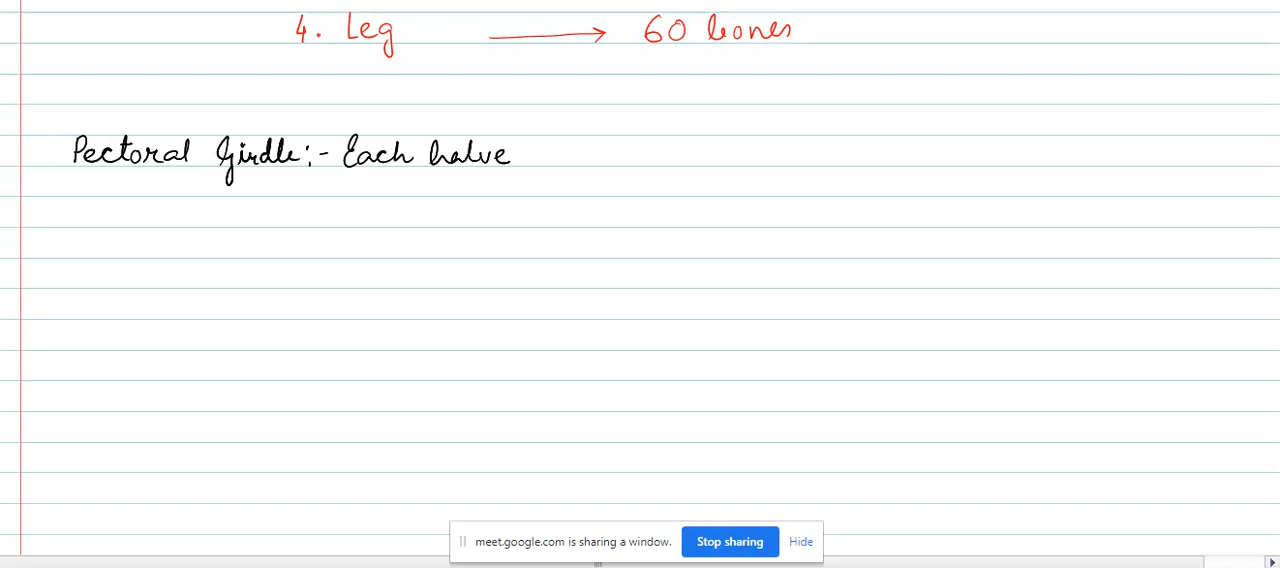 4. Leg → 60 bones
Pectoral Girdle:- Each halve
meet.google.com is sharing a window. Stop sharing Hide